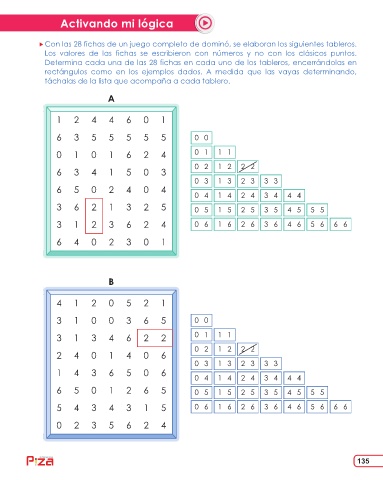 Activando mi lógica
Con las 28 fichas de un juego completo de dominó, se elaboran los siguientes tableros.
Los valores de las fichas se escribieron con números y no con los clásicos puntos.
Determina cada una de las 28 fichas en cada uno de los tableros, encerrándolas en
rectángulos como en los ejemplos dados. A medida que las vayas determinando,
táchalas de la lista que acompaña a cada tablero.
A
1 2 4 4 6 0 1
6 3 5 5 5 5 5
0 1 0 1 6 2 4
6 3 4 1 5 0 3
6 5 0 2 4 0 4
3 6 2 1 3 2 5
3 1 2 3 6 2 4
6 4 0 2 3 0 1
0 0
0 1 1 1
0 2 1 2 2 2
0 3 1 3 2 3 3 3
0 4 1 4 2 4 3 4 4 4
0 5 1 5 2 5 3 5 4 5 5 5
0 6 1 6 2 6 3 6 4 6 5 6 6 6
B
4 1 2 0 5 2 1
3 1 0 0 3 6 5
3 1 3 4 6 2 2
2 4 0 1 4 0 6
1 4 3 6 5 0 6
6 5 0 1 2 6 5
5 4 3 4 3 1 5
0 2 3 5 6 2 4
0 0
0 1 1 1
0 2 1 2 2 2
0 3 1 3 2 3 3 3
0 4 1 4 2 4 3 4 4 4
0 5 1 5 2 5 3 5 4 5 5 5
0 6 1 6 2 6 3 6 4 6 5 6 6 6
135